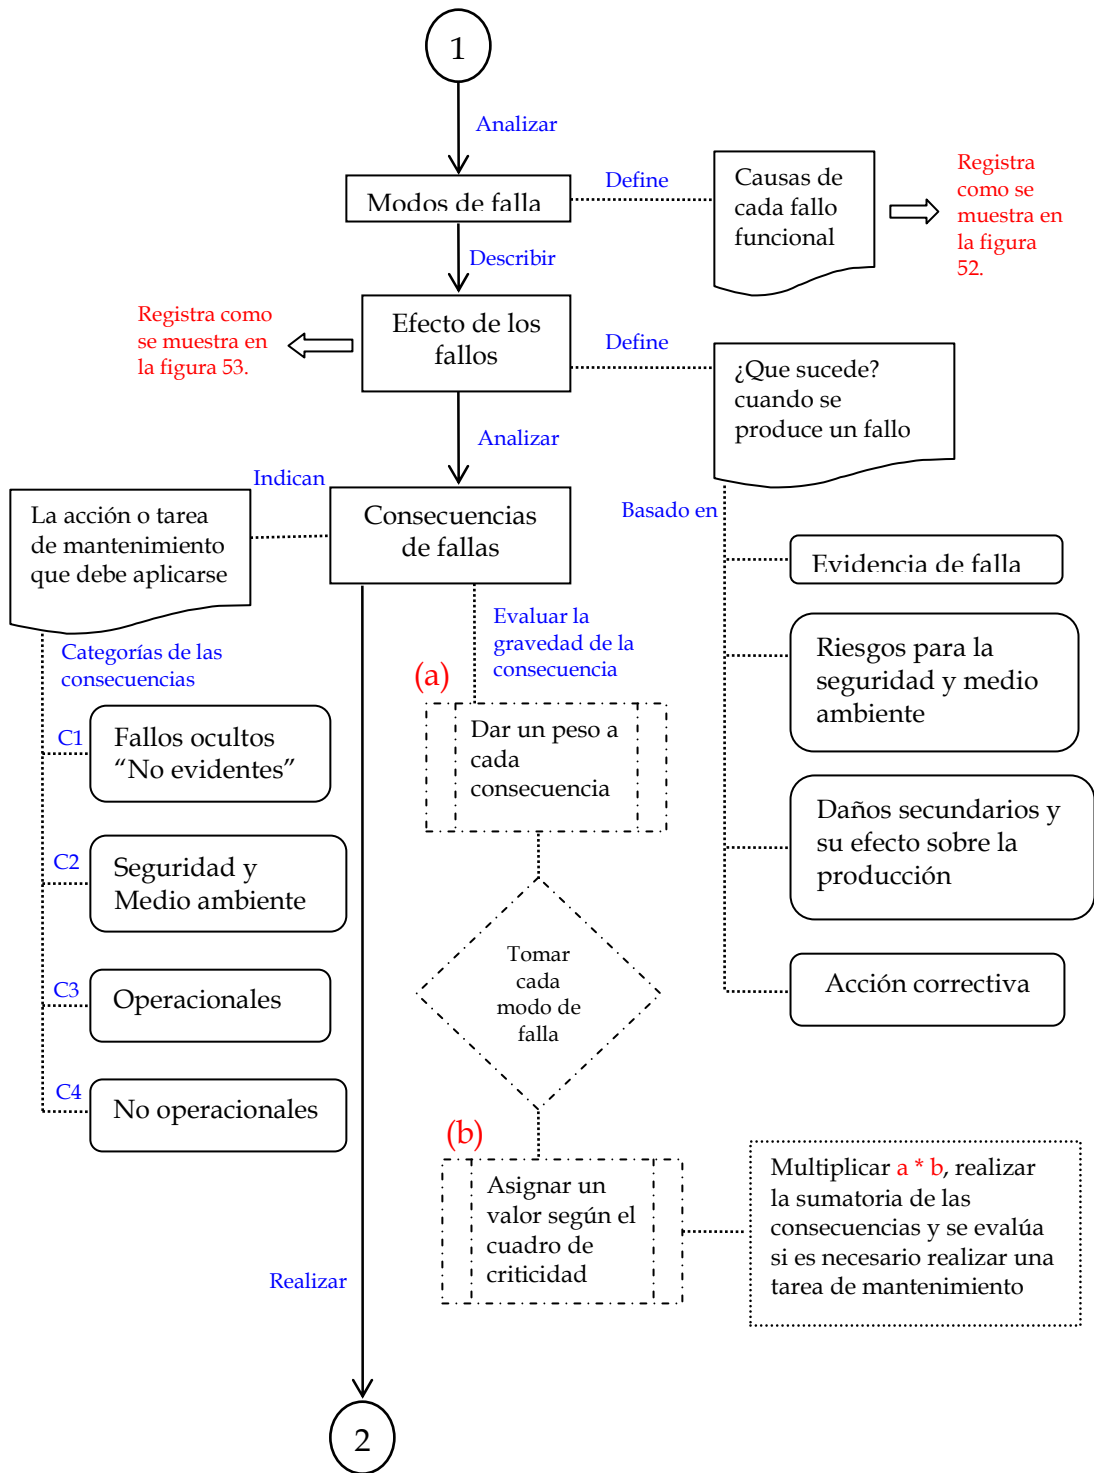 1
Analizar
Modos de falla
Define
Causas de
cada fallo
funcional
Registra
como se
muestra en
la figura
52.
Describir
Registra como
se muestra en
la figura 53.
Efecto de los
fallos
Define
¿Que sucede?
cuando se
produce un fallo
Analizar
Indican
La acción o tarea
de mantenimiento
que debe aplicarse
Consecuencias
de fallas
Basado en
Evidencia de falla
Riesgos para la
seguridad y medio
ambiente
Daños secundarios y
su efecto sobre la
producción
Acción correctiva
Categorías de las
consecuencias
C1
Fallos ocultos
“No evidentes”
C2
Seguridad y
Medio ambiente
C3
Operacionales
C4
No operacionales
Evaluar la
gravedad de la
consecuencia
(a)
Dar un peso a
cada
consecuencia
Tomar
cada
modo de
falla
(b)
Asignar un
valor según el
cuadro de
criticidad
Multiplicar a * b, realizar
la sumatoria de las
consecuencias y se evalúa
si es necesario realizar una
tarea de mantenimiento
Realizar
2